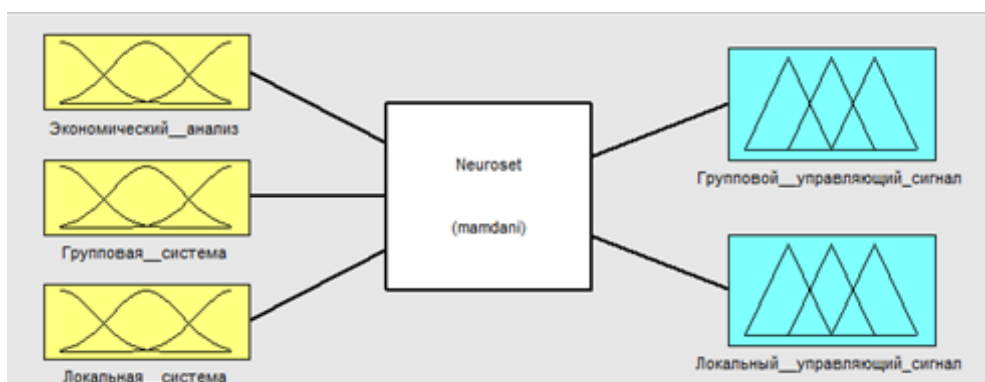 Экономический__анализ
Групповая__система
Локальная__система
Neuroset
(mamdani)
Групповой__управляющий_сигнал
Локальный__управляющий_сигнал